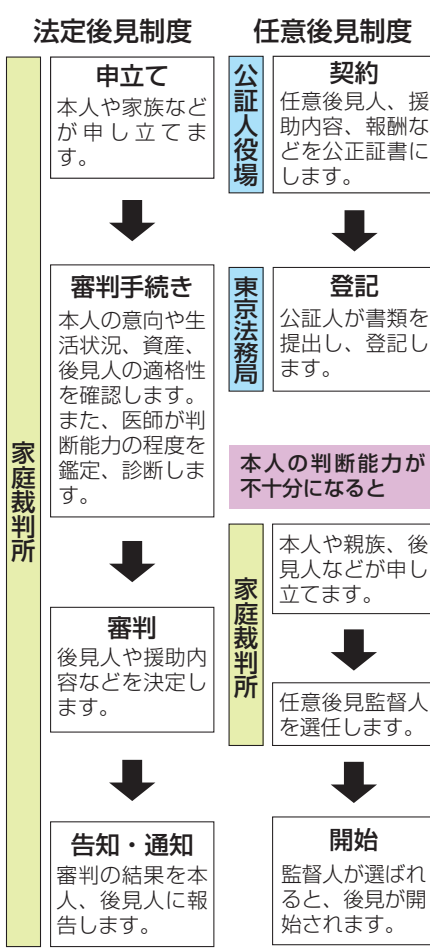 法定後見制度
家庭裁判所
申立て
本人や家族など
が申し立てま
す。
審判手続き
本人の意向や生
活状況、資産、
後見人の適格性
を確認します。
また、医師が判
断能力の程度を
鑑定、診断しま
す。
審判
後見人や援助内
容などを決定し
ます。
告知・通知
審判の結果を本
人、後見人に報
告します。
任意後見制度
公証人役場
契約
任意後見人、援
助内容、報酬な
どを公正証書に
します。
東京法務局
登記
公証人が書類を
提出し、登記し
ます。
本人の判断能力が
不十分になると
家庭裁判所
本人や親族、後
見人などが申し
立てます。
任意後見監督人
を選任します。
開始
監督人が選ばれ
ると、後見が開
始されます。